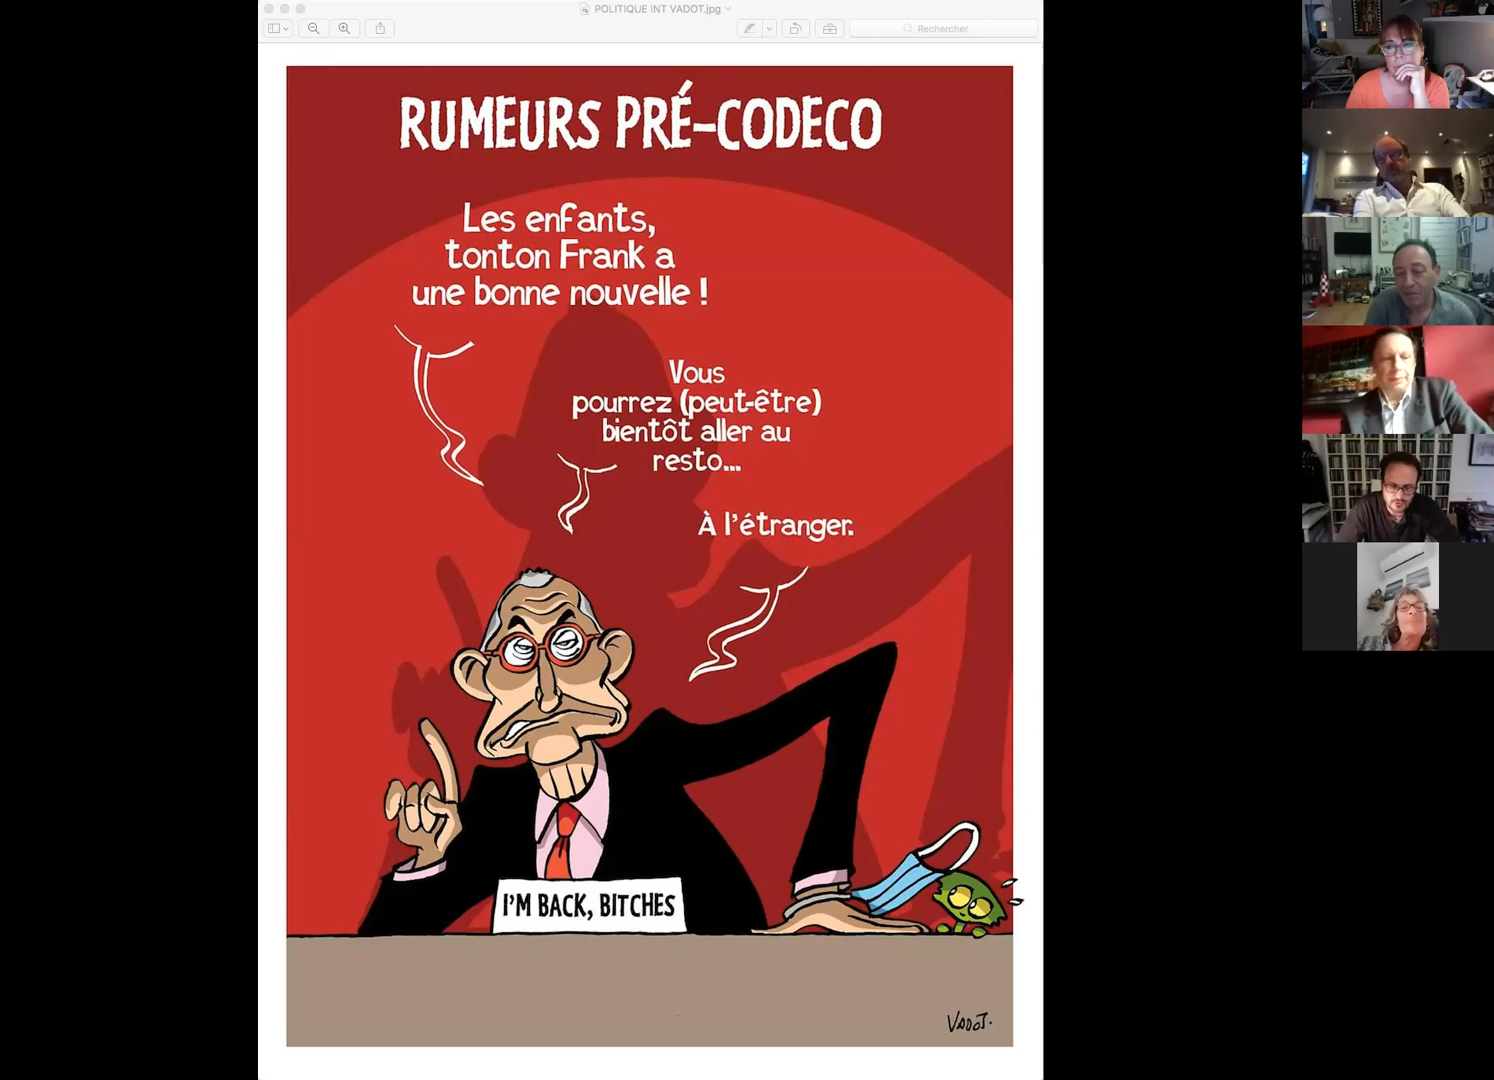 POLITIQUE INT VADOT.jpg
Rechercher
RUMEURS PRÉ-CODECO
Les enfants,
tonton Frank a
une bonne nouvelle !
Vous
pourrez (peut-être)
bientôt aller au
resto...
À l'étranger.
I'M BACK, BITCHES
VADOT.